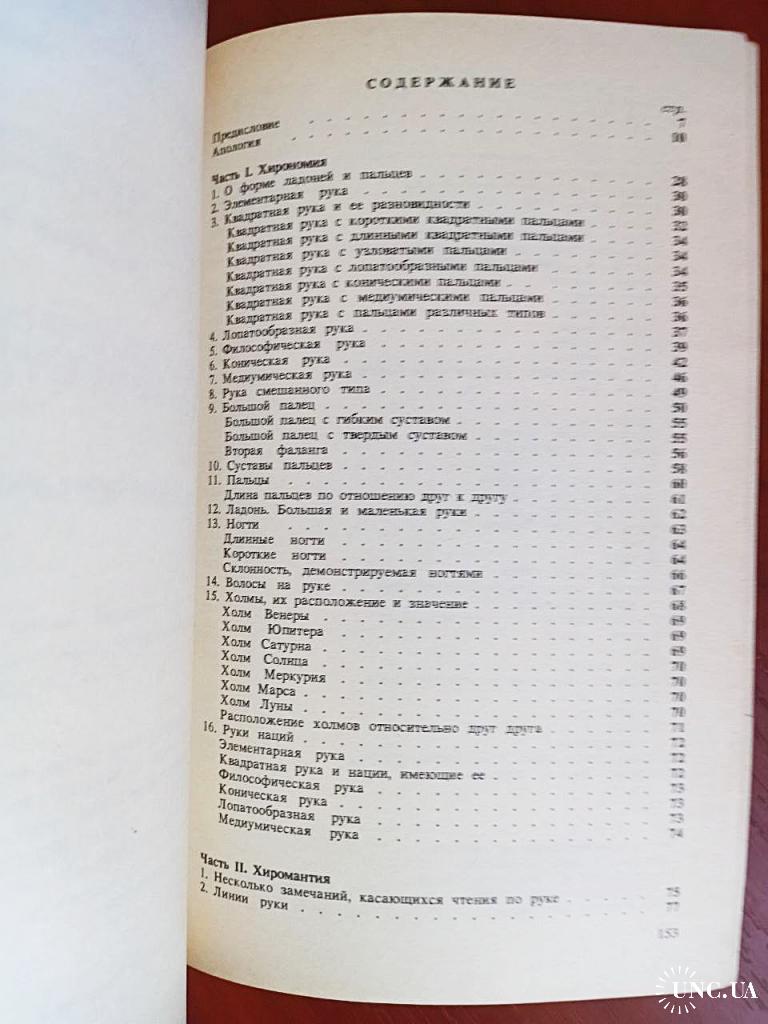 СОДЕРЖАНИЕ
стр.
Предисловие 7
Апология
Часть I. Хирономия
1. О форме ладоней и пальцев 28
2. Элементарная рука 30
3. Квадратная рука и ее разновидности 30
Квадратная рука с короткими квадратными пальцами 32
Квадратная рука с длинными квадратными пальцами 34
Квадратная рука с узловатыми пальцами 34
Квадратная рука с лопатообразными пальцами 34
Квадратная рука с коническими пальцами 35
Квадратная рука с медиумическими пальцами 36
Квадратная рука с пальцами различных типов 36
4. Лопатообразная рука 37
5. Философическая рука 39
6. Коническая рука 42
7. Медиумическая рука 46
8. Рука смешанного типа 49
9. Большой палец 50
Большой палец с гибким суставом 55
Большой палец с твердым суставом 55
Вторая фаланга 56
10. Суставы пальцев 58
11. Пальцы 60
Длина пальцев по отношению друг к другу 61
12. Ладонь. Большая и маленькая руки 62
13. Ногти 63
Длинные ногти 64
Короткие ногти 64
Склонность, демонстрируемая ногтями 66
14. Волосы на руке 67
15. Холмы, их расположение и значение 68
Холм Венеры 69
Холм Юпитера 69
Холм Сатурна 69
Холм Солнца 70
Холм Меркурия 70
Холм Марса 70
Холм Луны 70
Расположение холмов относительно друг друга 71
16. Руки наций 72
Элементарная рука 72
Квадратная рука и нации, имеющие ее 72
Философическая рука 73
Коническая рука 73
Лопатообразная рука 73
Медиумическая рука 74
Часть II. Хиромантия
1. Несколько замечаний, касающихся чтения по руке 75
2. Линии руки 77
153
UNC.UA